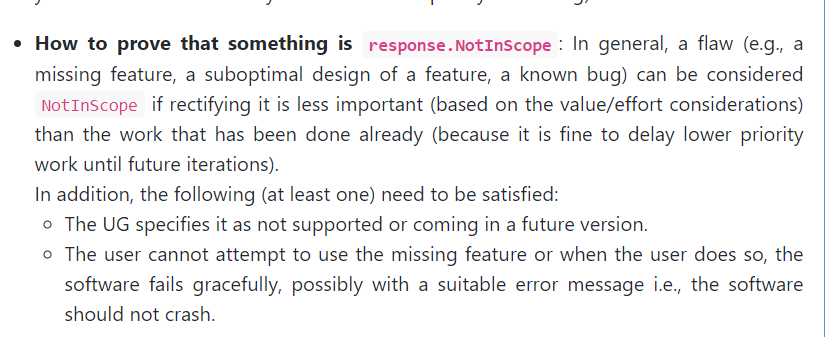 • How to prove that something is response.NotInScope : In general, a flaw (e.g., a
missing feature, a suboptimal design of a feature, a known bug) can be considered
NotInScope if rectifying it is less important (based on the value/effort considerations)
than the work that has been done already (because it is fine to delay lower priority
work until future iterations).
In addition, the following (at least one) need to be satisfied:
◦ The UG specifies it as not supported or coming in a future version.
◦ The user cannot attempt to use the missing feature or when the user does so, the
software fails gracefully, possibly with a suitable error message i.e., the software
should not crash.